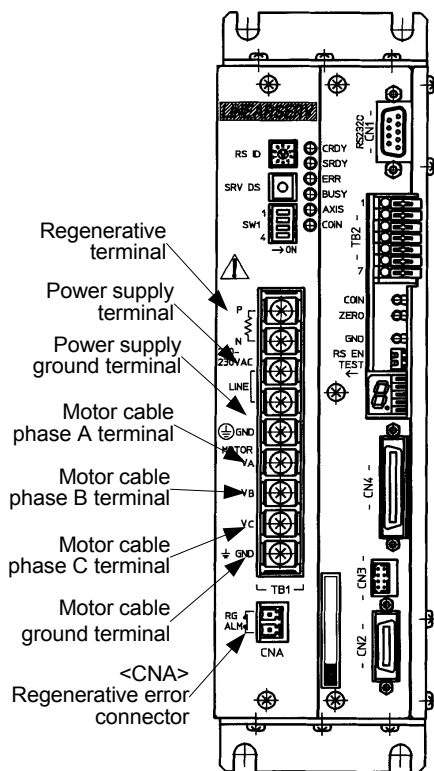 LINEARSERV
RS ID
SRV DS
1
SW1
4
→ON
CRDY
SRDY
ERR
BUSY
AXIS
COIN
RS232C
CN1
1
TB2
7
COIN
ZERO
GND
RS EN
TEST
CN4
CN3
CN2
Regenerative
terminal
Power supply
terminal
Power supply
ground terminal
Motor cable
phase A terminal
Motor cable
phase B terminal
Motor cable
phase C terminal
Motor cable
ground terminal
<CNA>
Regenerative error
connector
P
N
230VAC
LINE
GND
MOTOR
VA
VB
VC
GND
TB1
RG
ALM
CNA